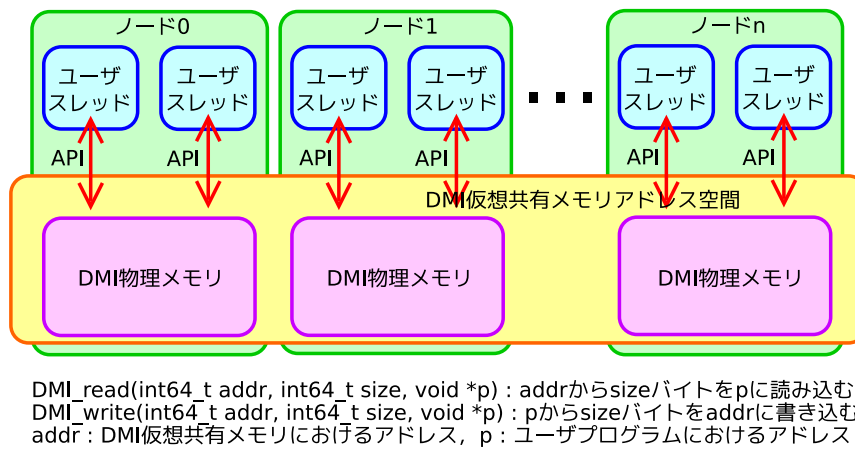 ノード0
ノード1
ノードn
ユーザ
スレッド
ユーザ
スレッド
ユーザ
スレッド
ユーザ
スレッド
ユーザ
スレッド
ユーザ
スレッド
API
API
API
API
API
API
DMI仮想共有メモリアドレス空間
DMI物理メモリ
DMI物理メモリ
DMI物理メモリ
DMI_read(int64_t addr, int64_t size, void *p) : addrからsizeバイトをpに読み込む
DMI_write(int64_t addr, int64_t size, void *p) : pからsizeバイトをaddrに書き込む
addr : DMI仮想共有メモリにおけるアドレス, p : ユーザプログラムにおけるアドレス